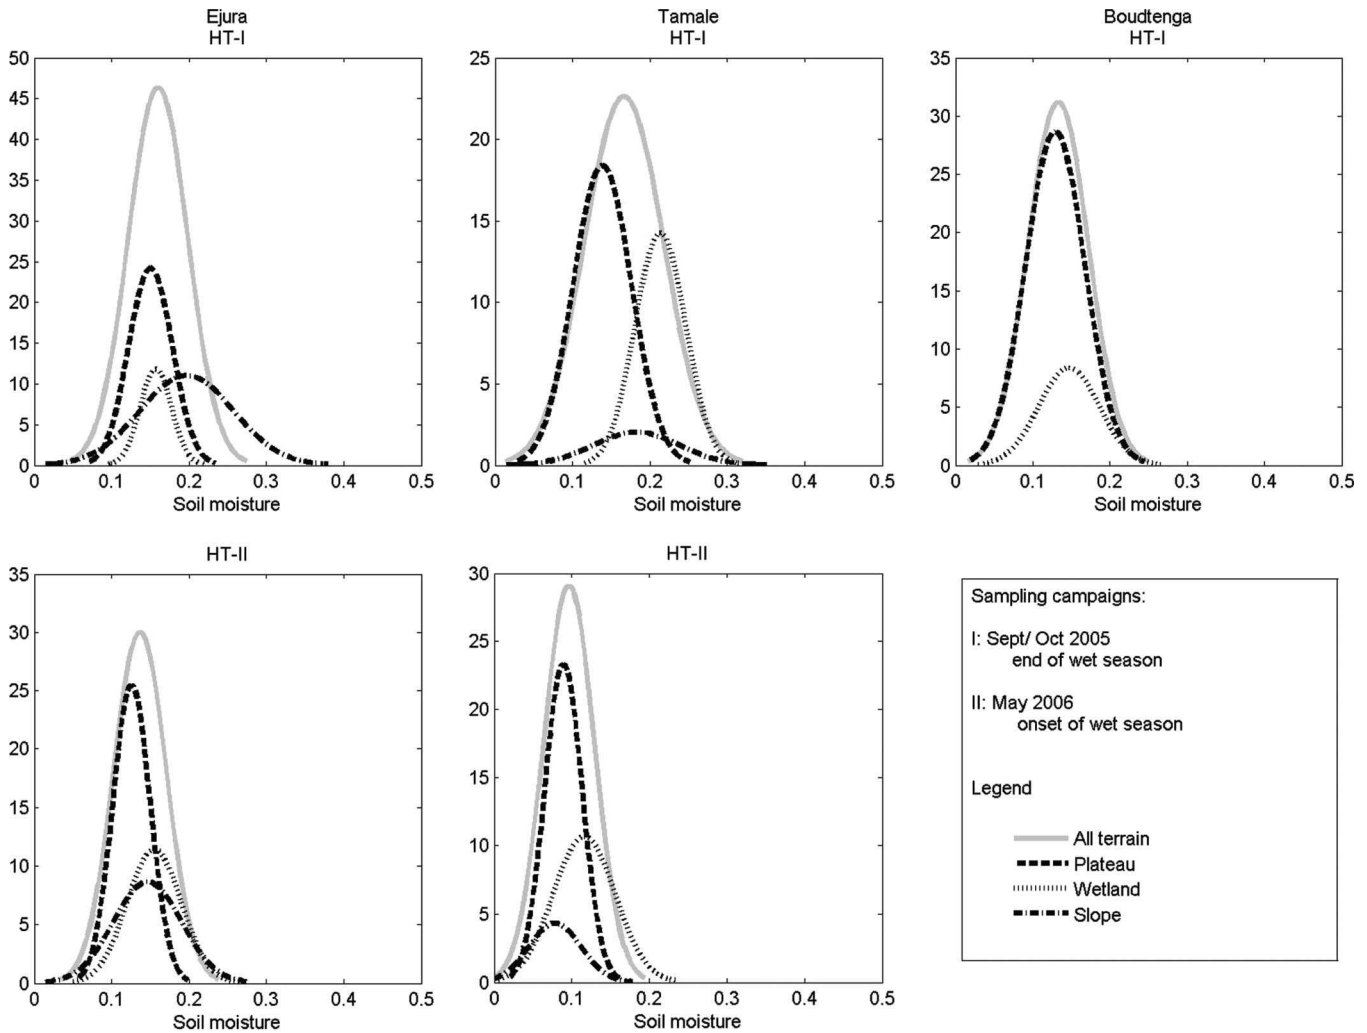 Ejura
HT-I
50
45
40
35
30
25
20
15
10
5
0
0 0.1 0.2 0.3 0.4 0.5
Soil moisture
Tamale
HT-I
25
20
15
10
5
0
0 0.1 0.2 0.3 0.4 0.5
Soil moisture
Boudtenga
HT-I
35
30
25
20
15
10
5
0
0 0.1 0.2 0.3 0.4 0.5
Soil moisture
HT-II
35
30
25
20
15
10
5
0
0 0.1 0.2 0.3 0.4 0.5
Soil moisture
HT-II
30
25
20
15
10
5
0
0 0.1 0.2 0.3 0.4 0.5
Soil moisture
Sampling campaigns:
I: Sept/ Oct 2005
end of wet season
II: May 2006
onset of wet season
Legend
All terrain
Plateau
Wetland
Slope